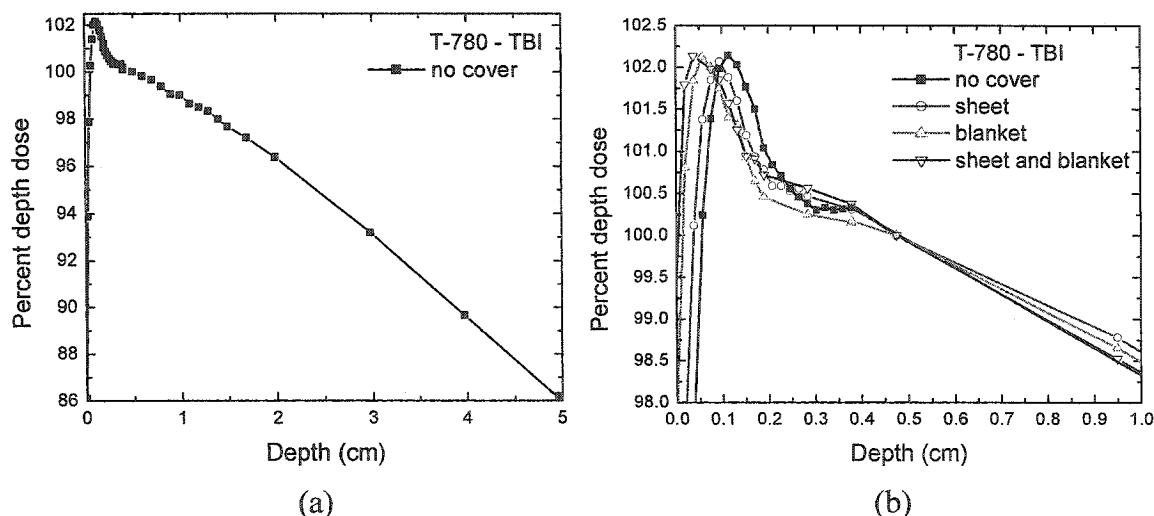 102
100
98
96
94
92
90
88
86
0
1
2
3
4
5
Percent depth dose
Depth (cm)
T-780 - TBI
no cover
(a)
102.5
102.0
101.5
101.0
100.5
100.0
99.5
99.0
98.5
98.0
0.0
0.1
0.2
0.3
0.4
0.5
0.6
0.7
0.8
0.9
1.0
Percent depth dose
Depth (cm)
T-780 - TBI
no cover
sheet
blanket
sheet and blanket
(b)